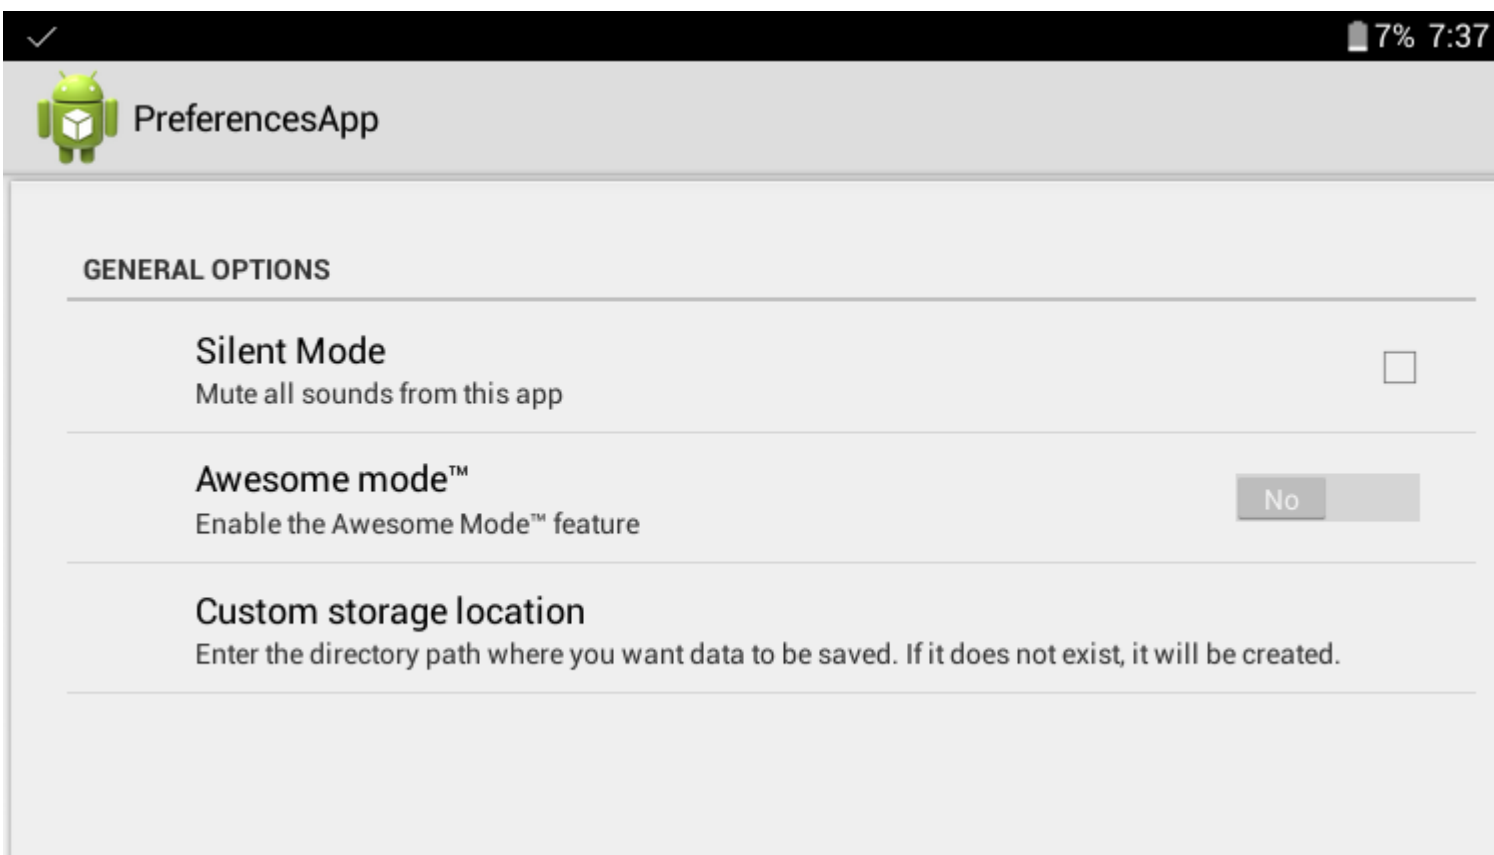 7% 7:37
PreferencesApp
GENERAL OPTIONS
Silent Mode
Mute all sounds from this app
Awesome mode™
No
Enable the Awesome Mode™ feature
Custom storage location
Enter the directory path where you want data to be saved. If it does not exist, it will be created.